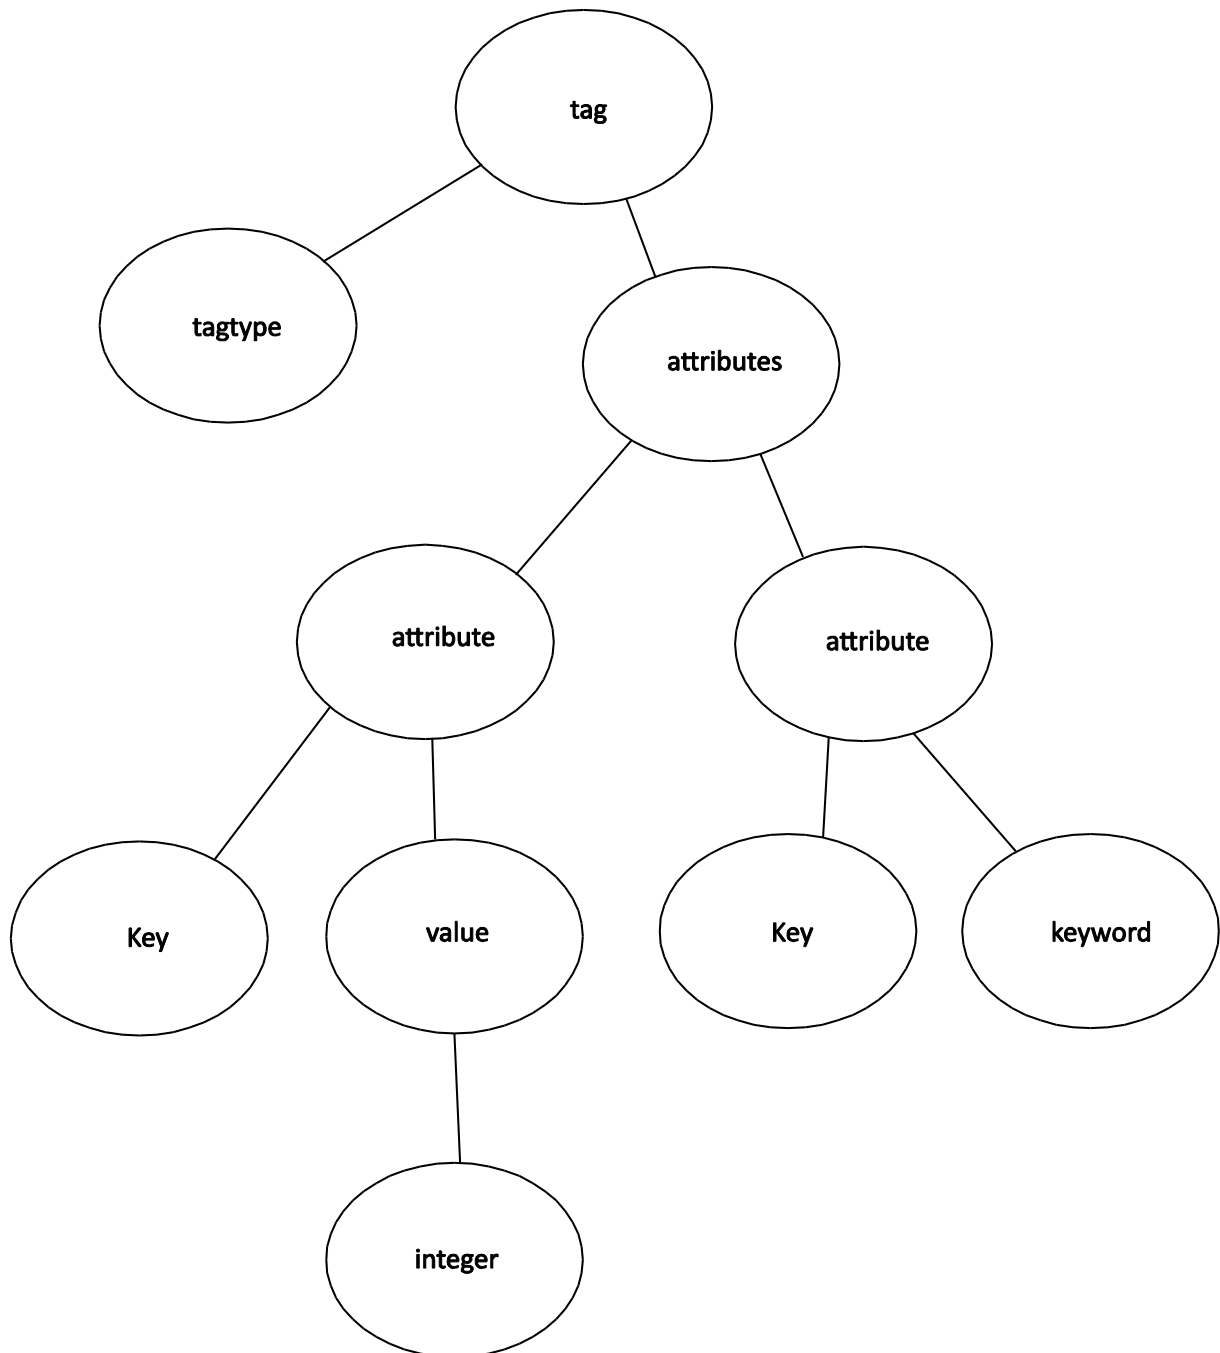 tag
tagtype
attributes
attribute
attribute
Key
value
Key
keyword
integer